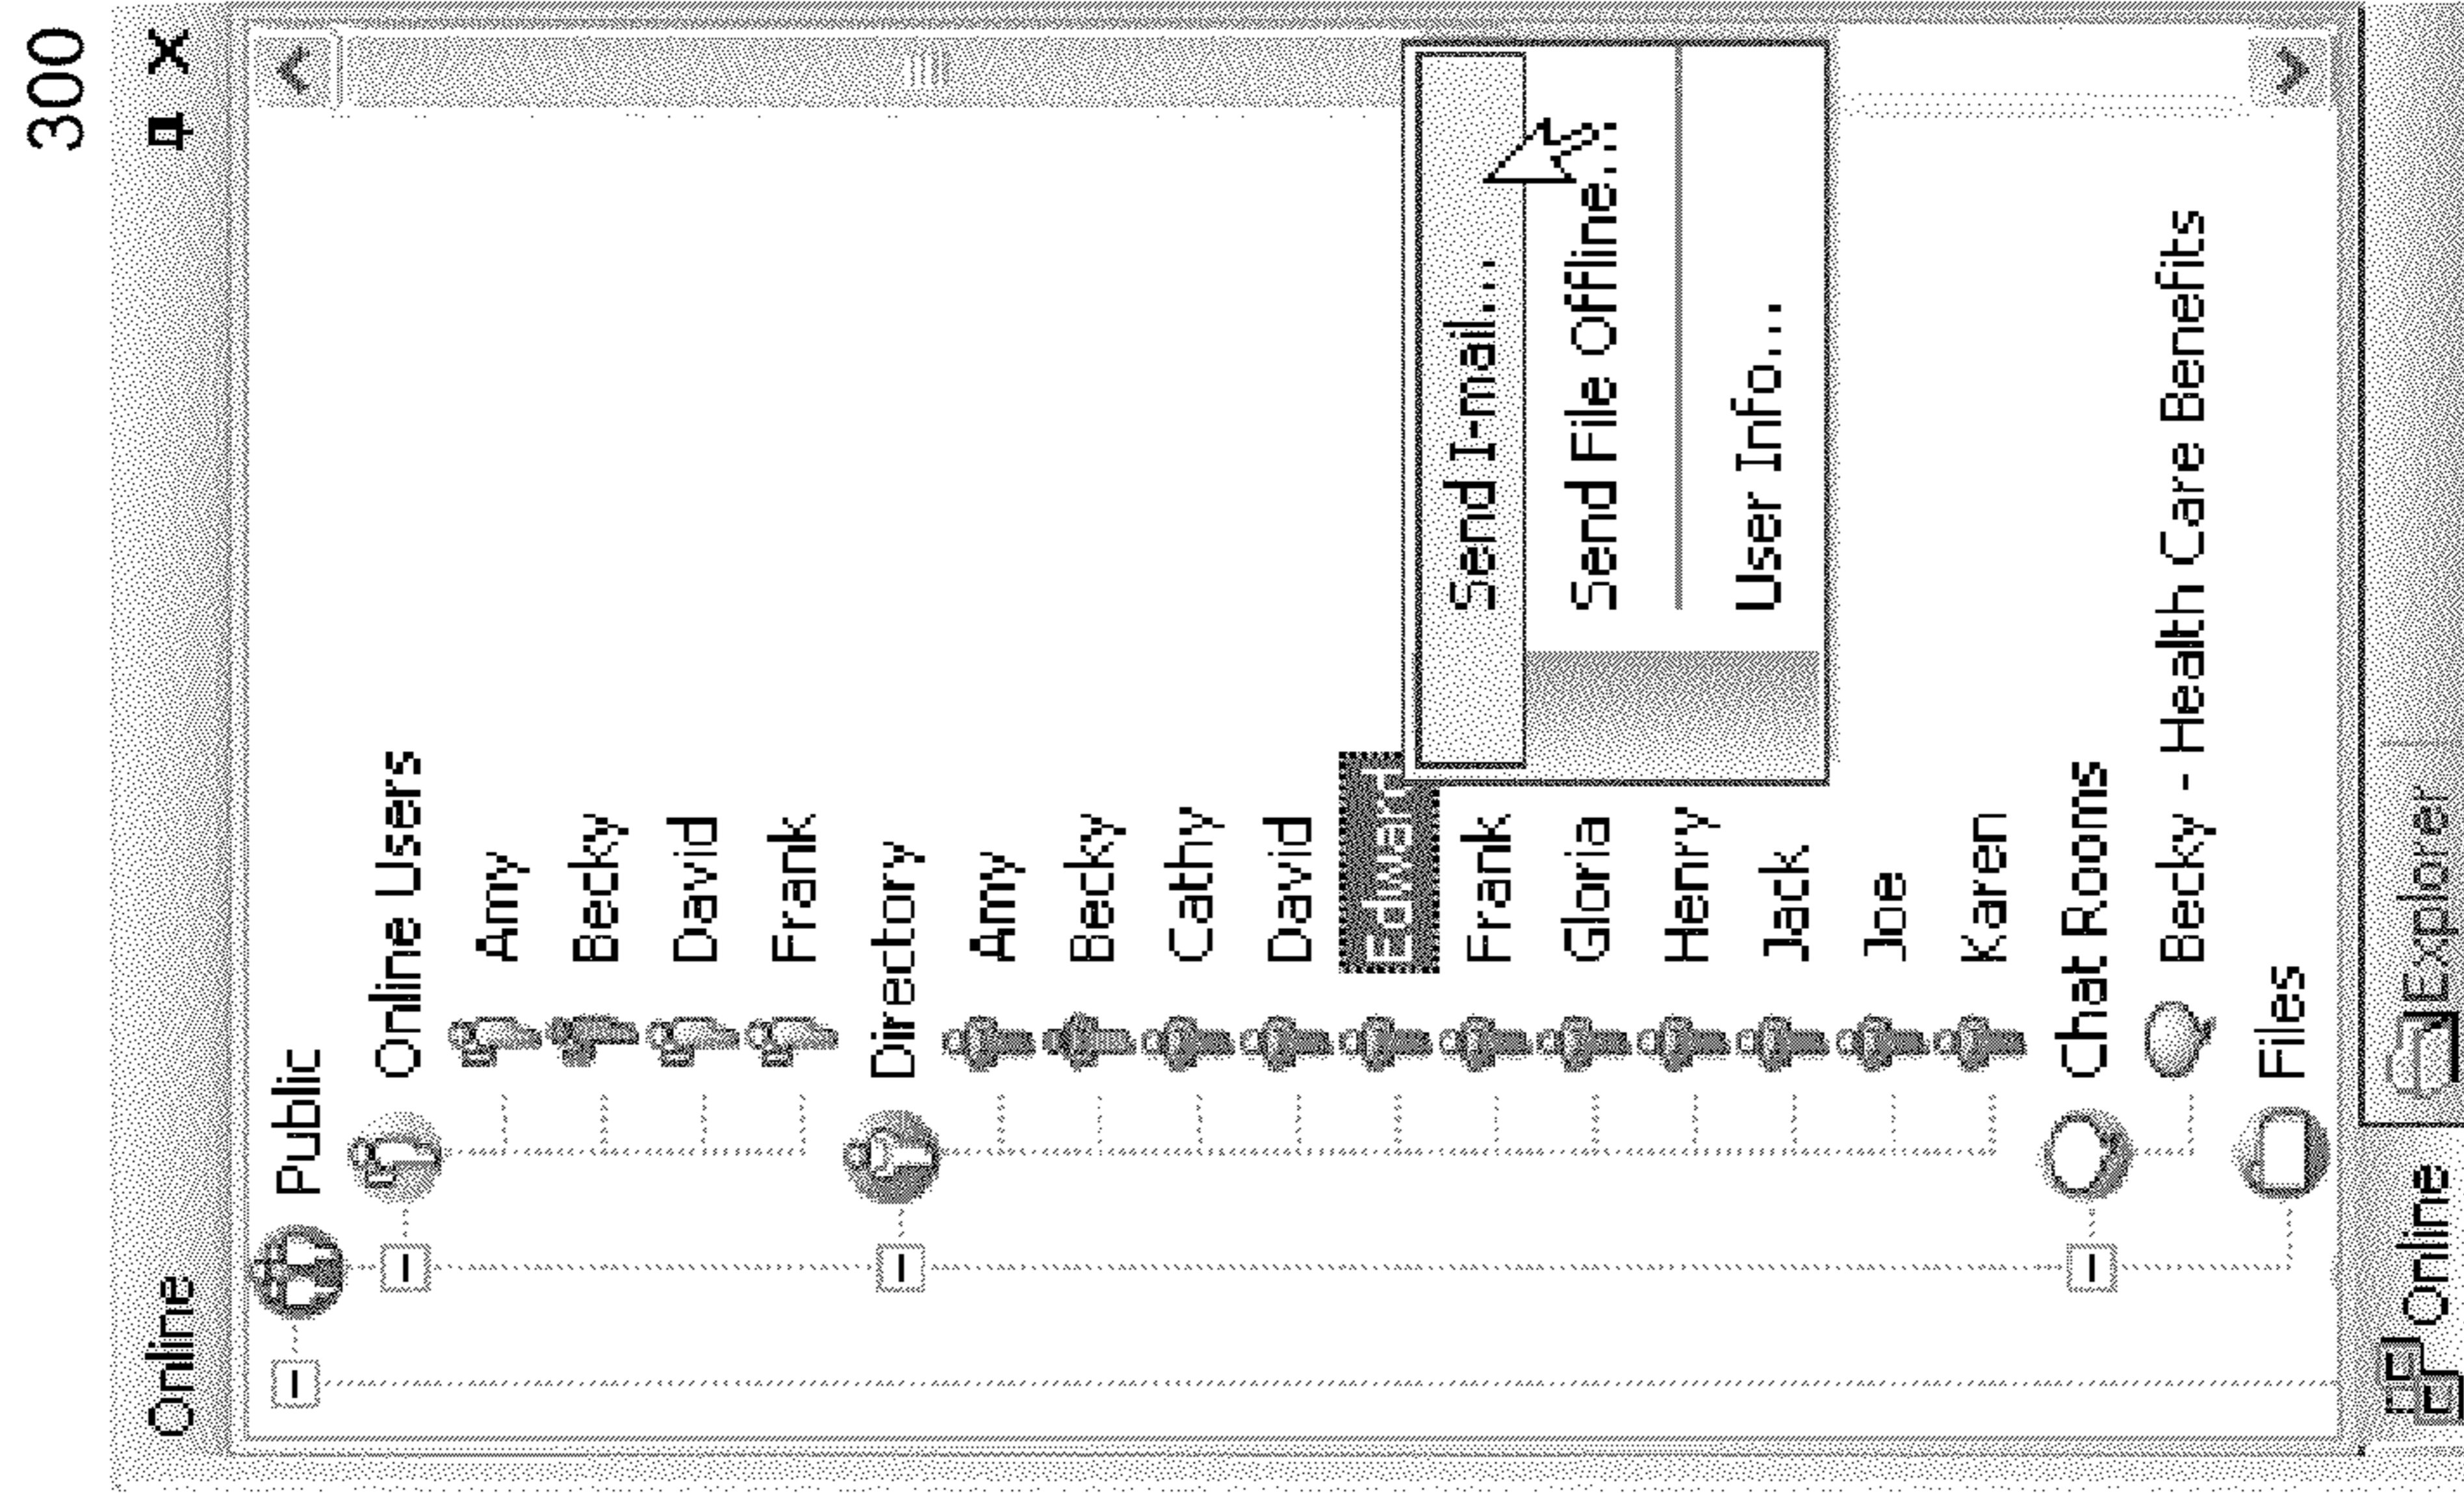 300
Online
Public
Online Users
Amy
Becky
David
Frank
Directory
Amy
Becky
Cathy
David
Edward
Send I-mail...
Frank
Send File Offline...
Gloria
Henry
User Info...
Jack
Joe
Karen
Chat Rooms
Becky - Health Care Benefits
Files
Online Explorer